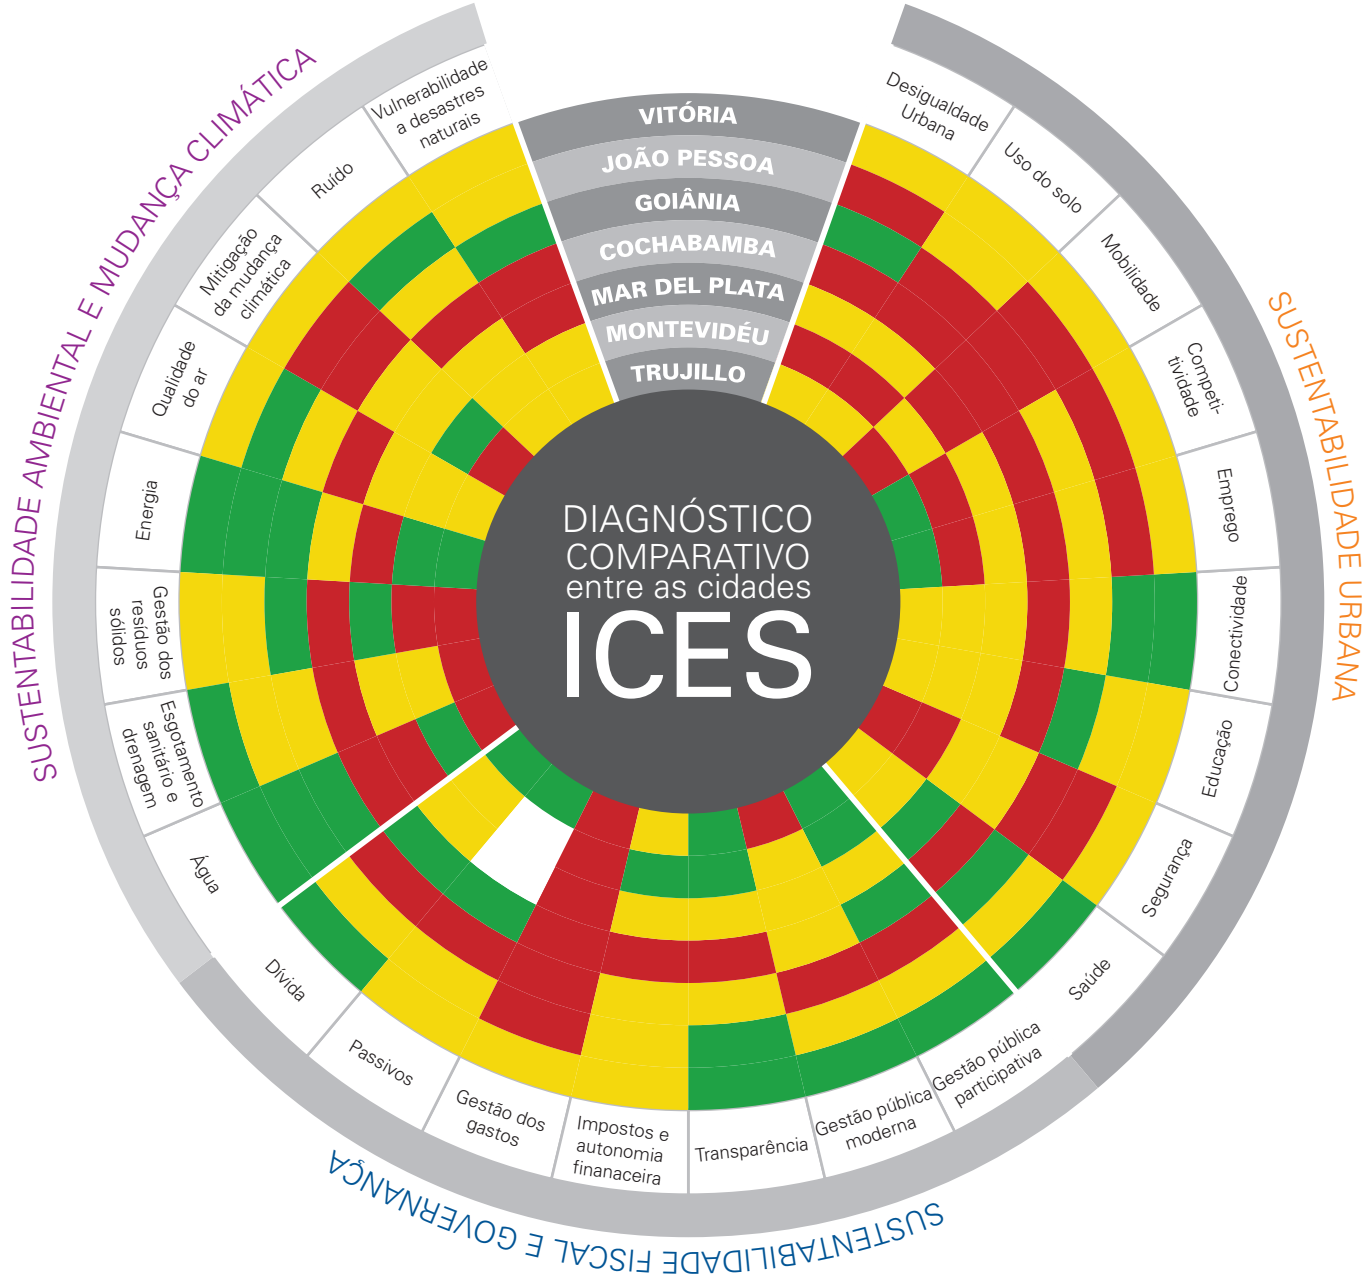 SUSTENTABILIDADE AMBIENTAL E MUDANÇA CLIMÁTICA
SUSTENTABILIDADE URBANA
SUSTENTABILIDADE FISCAL E GOVERNANÇA
VITÓRIA
JOÃO PESSOA
GOIÂNIA
COCHABAMBA
MAR DEL PLATA
MONTEVIDÉU
TRUJILLO
DIAGNÓSTICO
COMPARATIVO
entre as cidades
ICES
Desigualdade
Urbana
Uso do solo
Mobilidade
Competi-
tividade
Emprego
Conectividade
Educação
Segurança
Saúde
Gestão pública
participativa
Gestão pública
moderna
Transparência
Impostos e
autonomia
finanaceira
Gestão dos
gastos
Passivos
Dívida
Água
Esgotamento
sanitário e
drenagem
Gestão dos
resíduos
sólidos
Energia
Qualidade
do ar
Mitigação
da mudança
climática
Ruído
Vulnerabilidade
a desastres
naturais